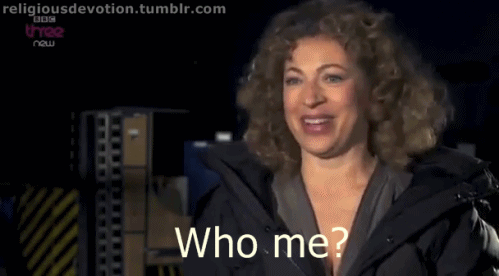 religiousdevotion.tumblr.com
BBC
three
new
Who me?